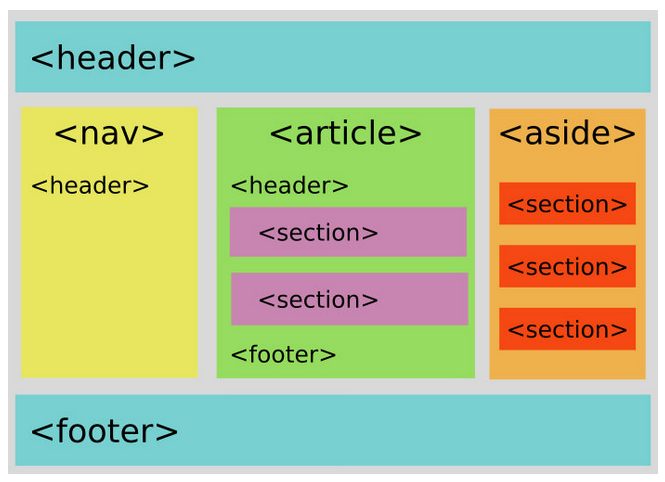 <header>
<nav>
<header>
<article>
<header>
<section>
<section>
<footer>
<aside>
<section>
<section>
<section>
<footer>